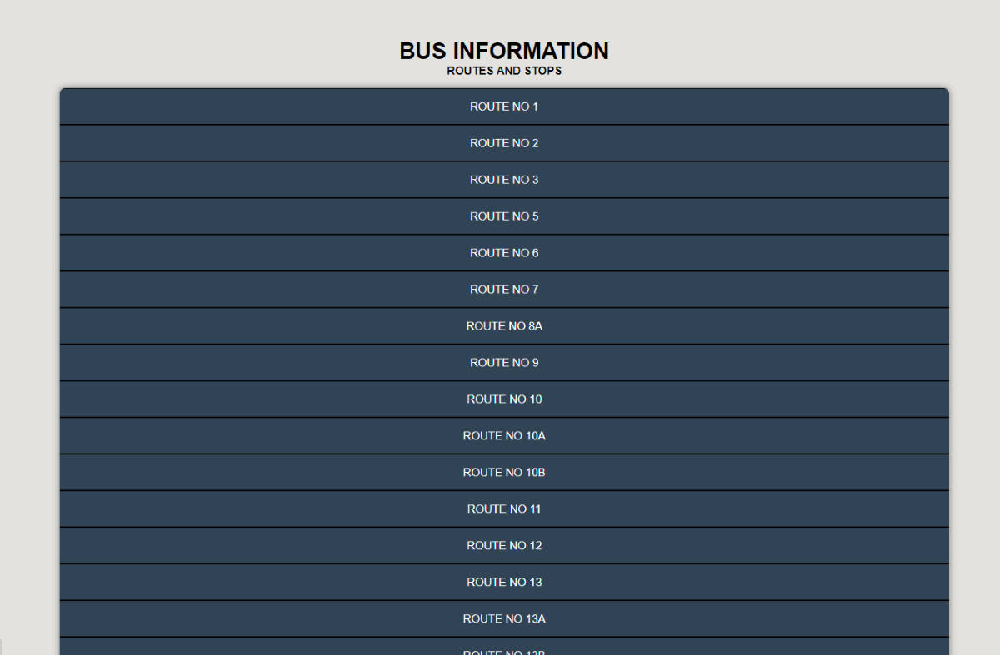 BUS INFORMATION
ROUTES AND STOPS
ROUTE NO 1
ROUTE NO 2
ROUTE NO 3
ROUTE NO 5
ROUTE NO 6
ROUTE NO 7
ROUTE NO 8A
ROUTE NO 9
ROUTE NO 10
ROUTE NO 10A
ROUTE NO 10B
ROUTE NO 11
ROUTE NO 12
ROUTE NO 13
ROUTE NO 13A
ROUTE NO